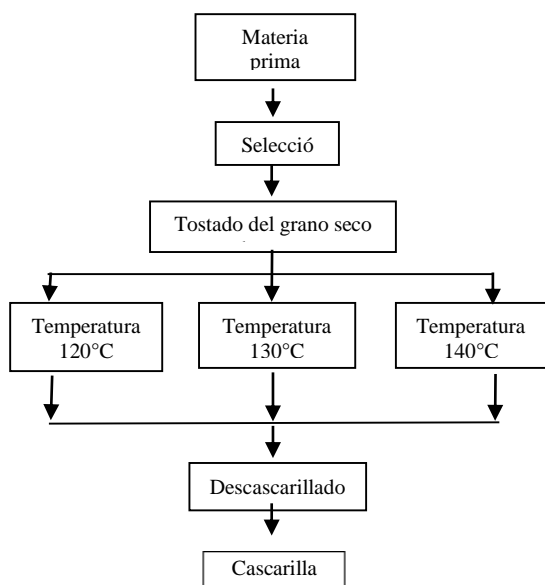 Materia
prima
Selecció
Tostado del grano seco
Temperatura
120°C
Temperatura
130°C
Temperatura
140°C
Descascarillado
Cascarilla